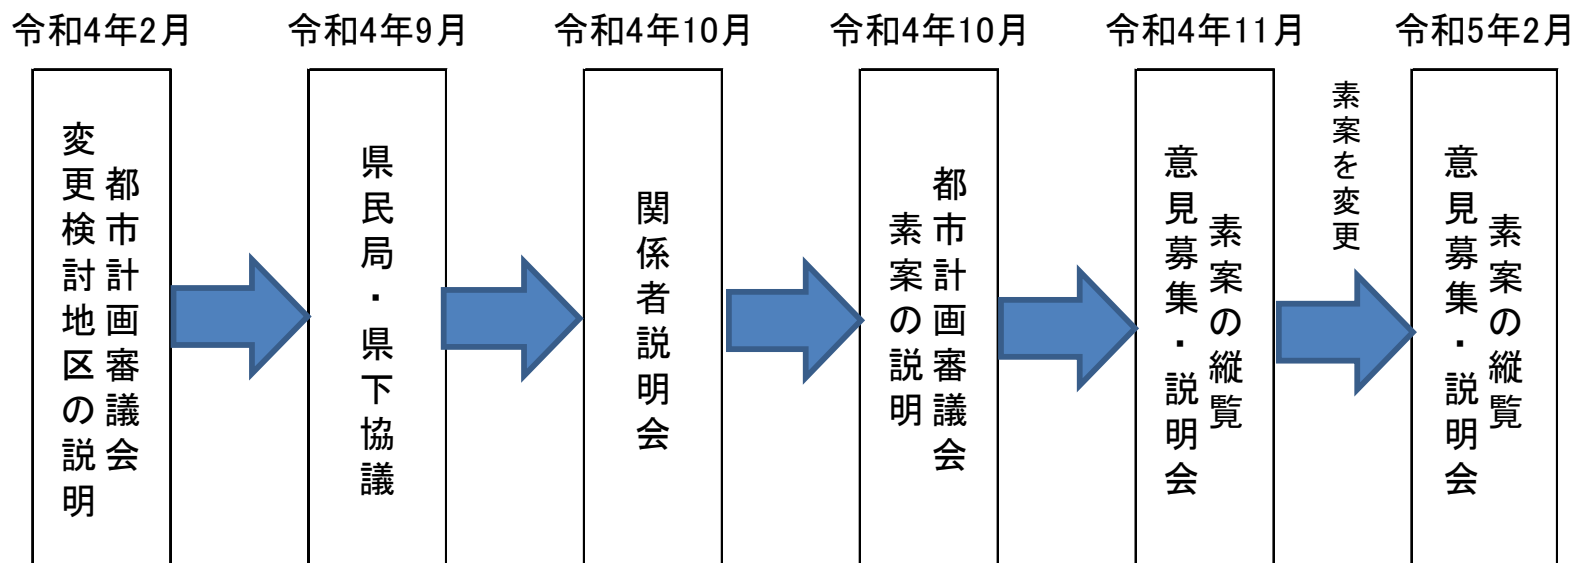 令和4年2月
令和4年9月
令和4年10月
令和4年10月
令和4年11月
令和5年2月
都市計画審議会
変更検討地区の説明
県民局・県下協議
関係者説明会
都市計画審議会
素案の説明
素案の縦覧
意見募集・説明会
素案を変更
素案の縦覧
意見募集・説明会